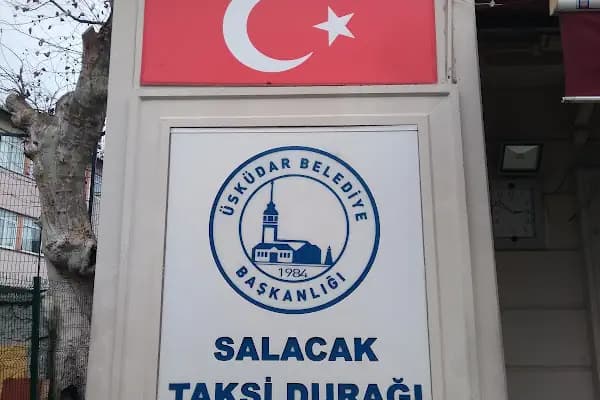 ÜSKÜDAR BELEDİYE
BAŞKANLIĞI
1984
SALACAK
TAKSİ DURAĞI